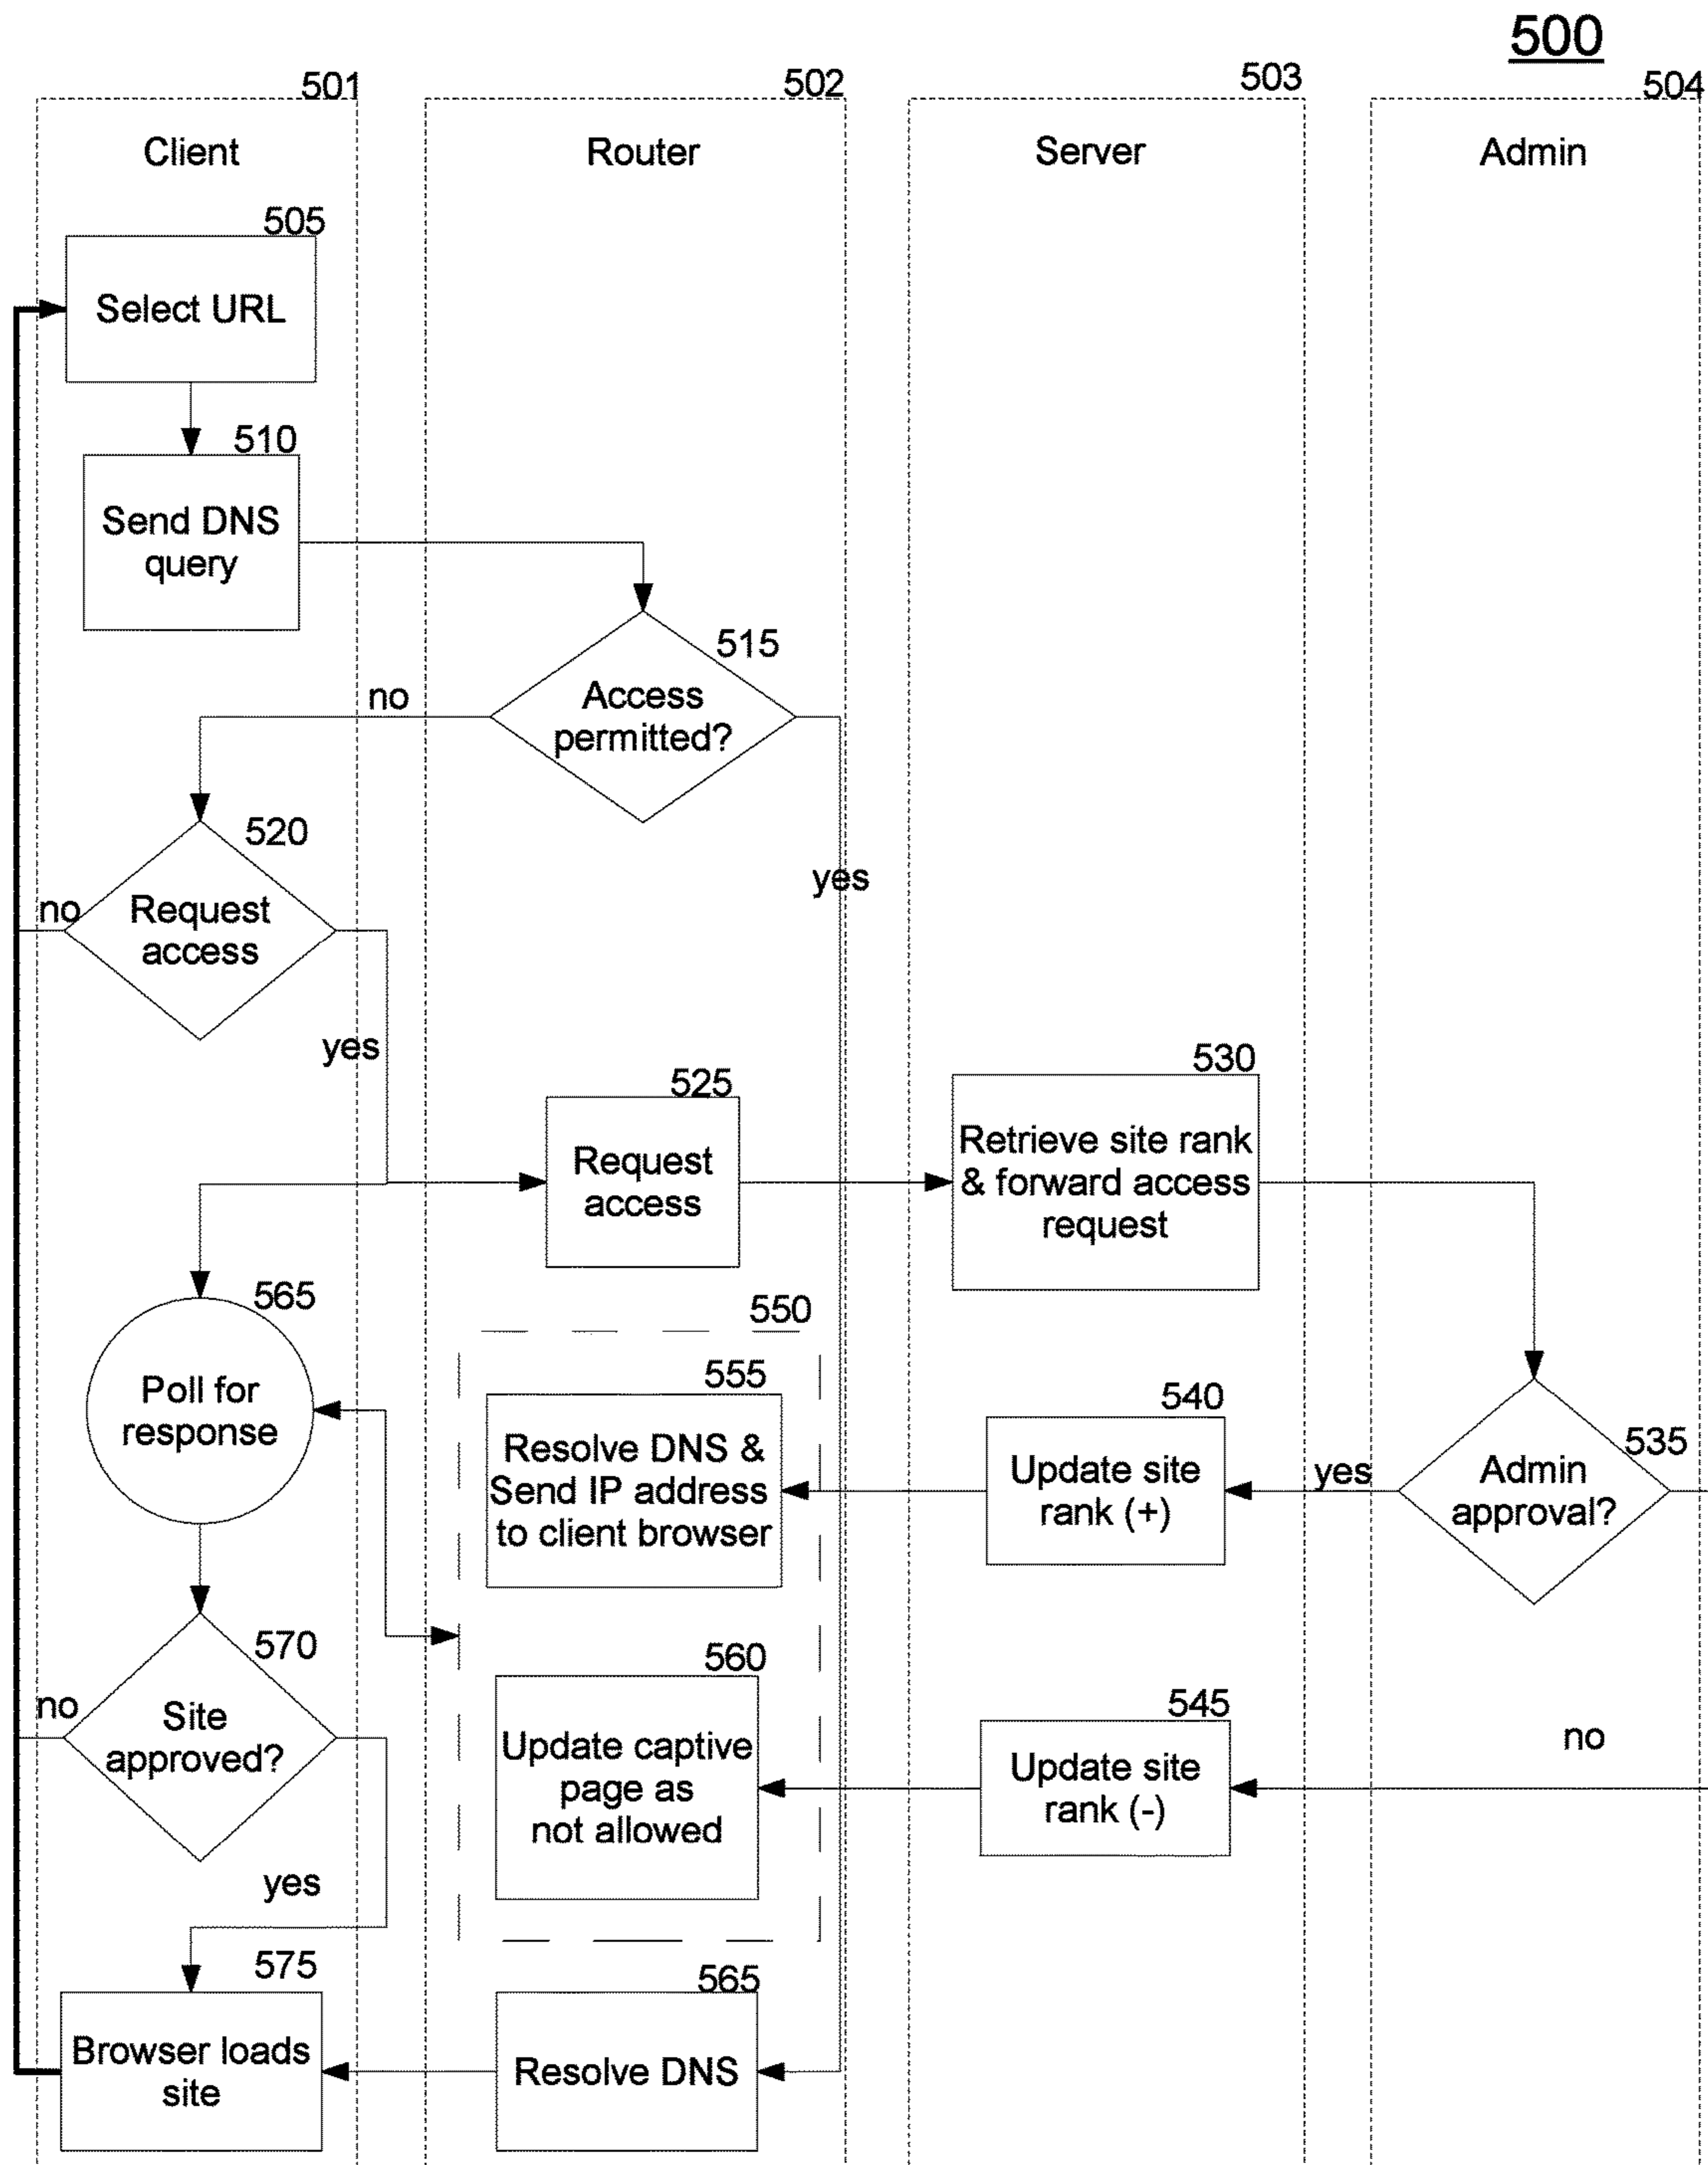 500
501
502
503
504
Client
Router
Server
Admin
505
Select URL
510
Send DNS
query
515
Access
permitted?
no
yes
520
Request
access
no
yes
525
Request
access
530
Retrieve site rank
& forward access
request
565
Poll for
response
550
555
Resolve DNS &
Send IP address
to client browser
540
Update site
rank (+)
yes
535
Admin
approval?
570
Site
approved?
no
yes
560
Update captive
page as
not allowed
545
Update site
rank (-)
no
575
Browser loads
site
565
Resolve DNS